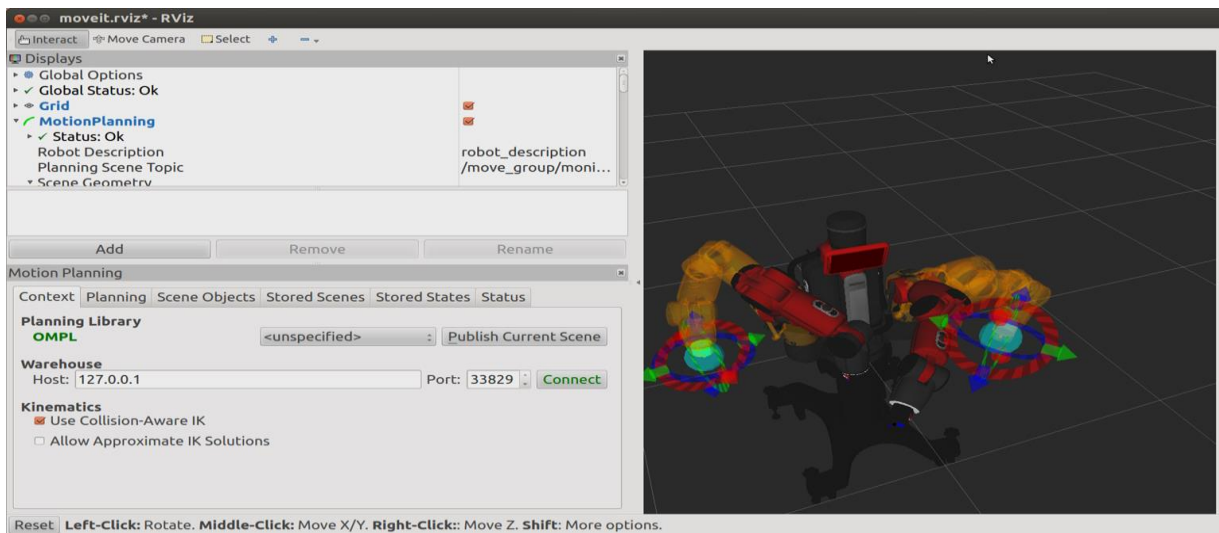 moveit.rviz* - RViz
Interact Move Camera Select
Displays
Global Options
Global Status: Ok
Grid
MotionPlanning
Status: Ok
Robot Description robot_description
Planning Scene Topic /move_group/moni...
Scene Geometry
Add Remove Rename
Motion Planning
Context Planning Scene Objects Stored Scenes Stored States Status
Planning Library
OMPL <unspecified> Publish Current Scene
Warehouse
Host: 127.0.0.1 Port: 33829 Connect
Kinematics
Use Collision-Aware IK
Allow Approximate IK Solutions
Reset Left-Click: Rotate. Middle-Click: Move X/Y. Right-Click:: Move Z. Shift: More options.